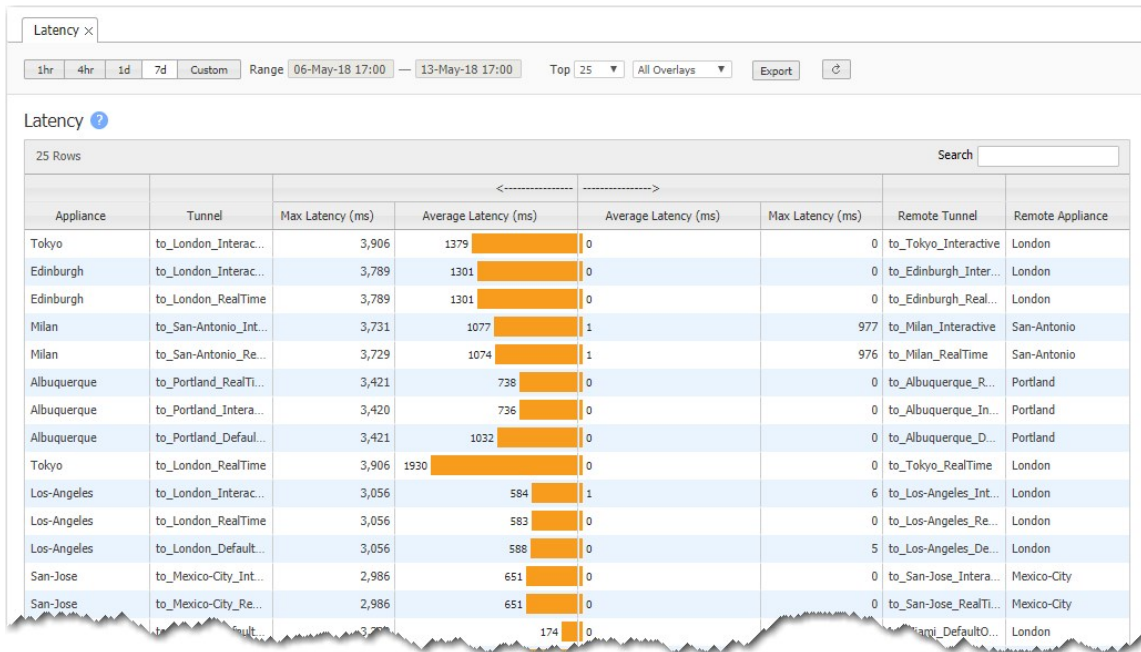 Latency ×
1hr 4hr 1d 7d Custom Range 06-May-18 17:00 — 13-May-18 17:00 Top 25 All Overlays Export
Latency ?
25 Rows Search
<---------------- ---------------->
Appliance Tunnel Max Latency (ms) Average Latency (ms) Average Latency (ms) Max Latency (ms) Remote Tunnel Remote Appliance
Tokyo to_London_Interac... 3,906 1379 0 0 to_Tokyo_Interactive London
Edinburgh to_London_Interac... 3,789 1301 0 0 to_Edinburgh_Inter... London
Edinburgh to_London_RealTime 3,789 1301 0 0 to_Edinburgh_Real... London
Milan to_San-Antonio_Int... 3,731 1077 1 977 to_Milan_Interactive San-Antonio
Milan to_San-Antonio_Re... 3,729 1074 1 976 to_Milan_RealTime San-Antonio
Albuquerque to_Portland_RealTi... 3,421 738 0 0 to_Albuquerque_R... Portland
Albuquerque to_Portland_Intera... 3,420 736 0 0 to_Albuquerque_In... Portland
Albuquerque to_Portland_Defaul... 3,421 1032 0 0 to_Albuquerque_D... Portland
Tokyo to_London_RealTime 3,906 1930 0 0 to_Tokyo_RealTime London
Los-Angeles to_London_Interac... 3,056 584 1 6 to_Los-Angeles_Int... London
Los-Angeles to_London_RealTime 3,056 583 0 0 to_Los-Angeles_Re... London
Los-Angeles to_London_Default... 3,056 588 0 5 to_Los-Angeles_De... London
San-Jose to_Mexico-City_Int... 2,986 651 0 0 to_San-Jose_Intera... Mexico-City
San-Jose to_Mexico-City_Re... 2,986 651 0 0 to_San-Jose_RealTi... Mexico-City
174 0 London